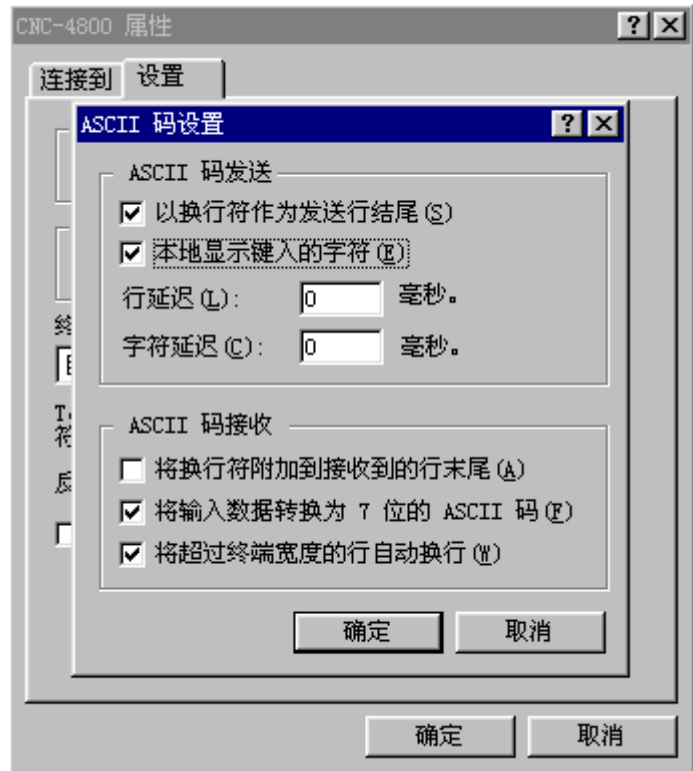 CNC-4800 属性
连接到 设置
ASCII 码设置
ASCII 码发送
以换行符作为发送行结尾(S)
本地显示键入的字符(E)
行延迟(L): 0 毫秒。
字符延迟(C): 0 毫秒。
终
ASCII 码接收
符
将换行符附加到接收到的行末尾(A)
反
将输入数据转换为 7 位的 ASCII 码(F)
将超过终端宽度的行自动换行(W)
确定 取消
确定 取消